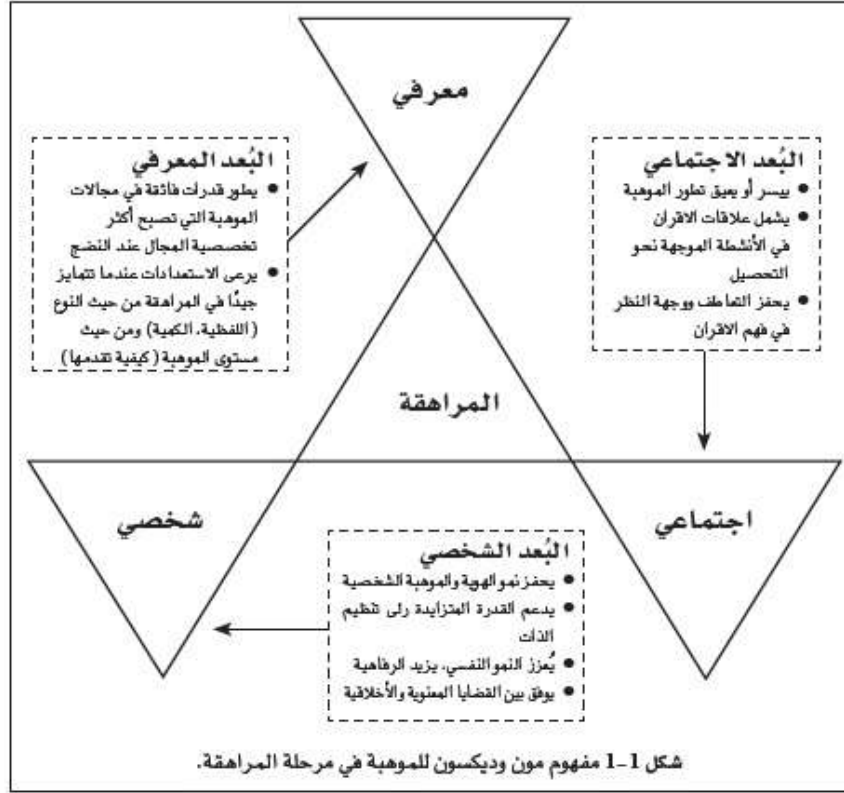 معرفي
البُعد الاجتماعي
● ييسر أو يعيق تطور الموهبة
● يشمل علاقات الاقران
في الأنشطة الموجهة نحو
التحصيل
● يحفز التعاطف ووجهة النظر
في فهم الاقران
البُعد المعرفي
● يطور قدرات فائقة في مجالات
الموهبة التي تصبح أكثر
تخصصية المجال عند النضج
● يرعى الاستعدادات عندما تتمايز
جيدًا في المراهقة من حيث النوع
(اللفظية، الكمية) ومن حيث
مستوى الموهبة (كيفية تقدمها)
المراهقة
اجتماعي
شخصي
البُعد الشخصي
● يحفز نمو الهوية والموهبة الشخصية
● يدعم القدرة المتزايدة رلى تنظيم
الذات
● يُعزز النمو النفسي، يزيد الرفاهية
● يوفق بين القضايا المعنوية والأخلاقية
شكل 1-1 مفهوم مون وديكسون للموهبة في مرحلة المراهقة.